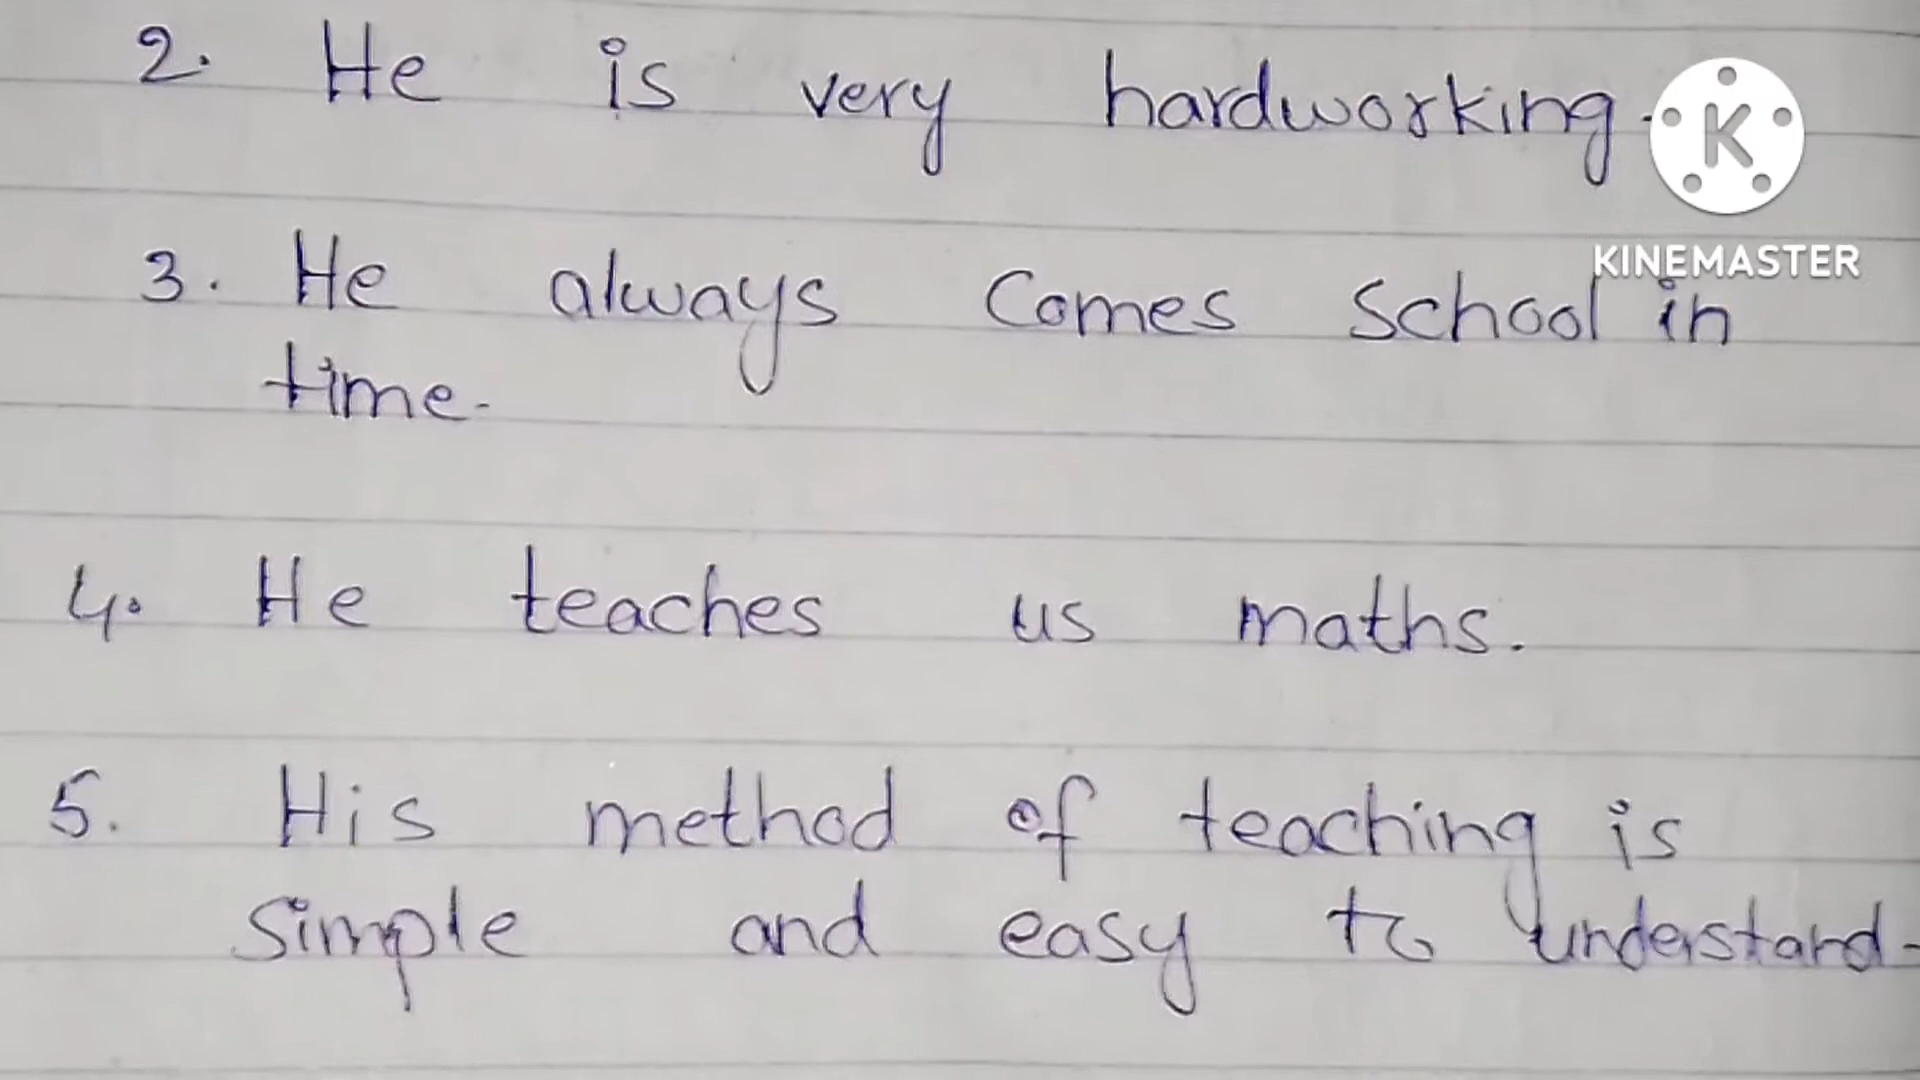 2. He is very hardworking.
KINEMASTER
3. He always Comes School in
time.
4. He teaches us maths.
5. His method of teaching is
simple and easy to understand.